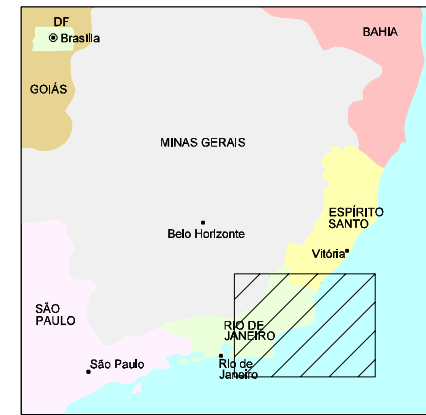 DF
Brasília
BAHIA
GOIÁS
MINAS GERAIS
ESPÍRITO
SANTO
Belo Horizonte
Vitória
SÃO
PAULO
RIO DE
JANEIRO
São Paulo
Rio de
Janeiro